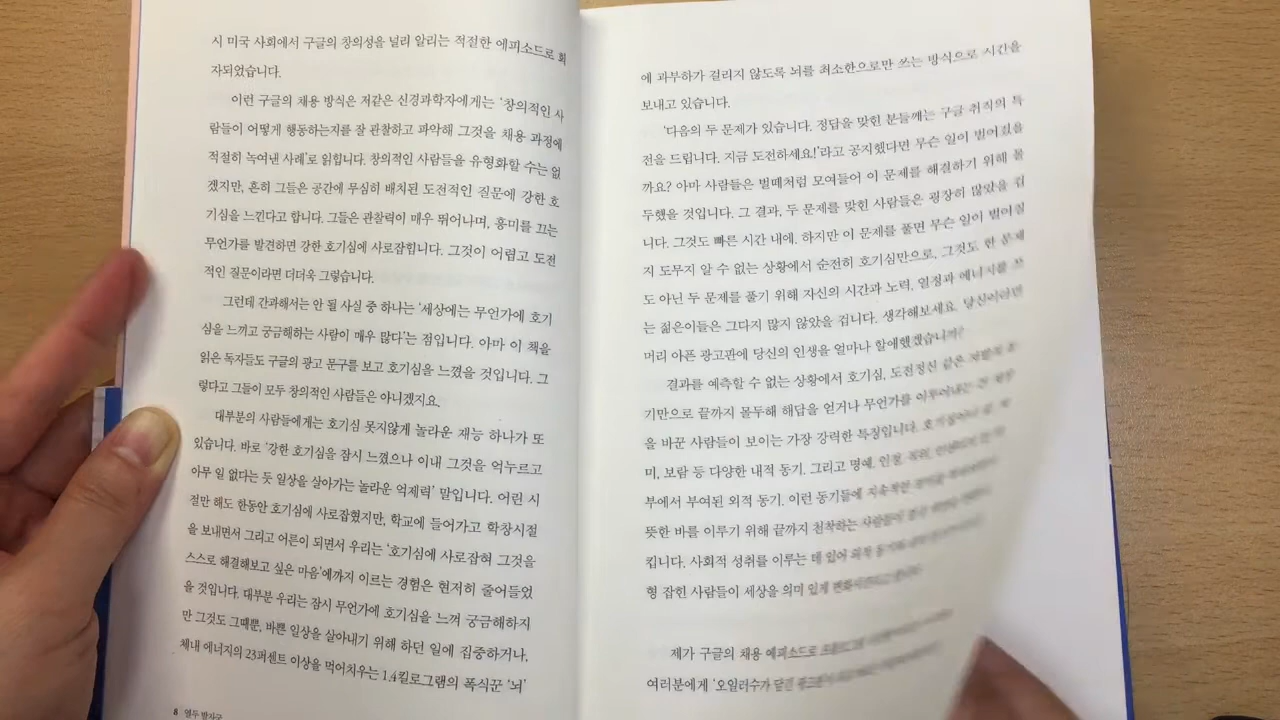 시 미국 사회에서 구글의 창의성을 널리 알리는 적절한 에피소드로 회
자되었습니다.
이런 구글의 채용 방식은 저같은 신경과학자에게는 '창의적인 사
람들이 어떻게 행동하는지를 잘 관찰하고 파악해 그것을 채용 과정에
적절히 녹여낸 사례'로 읽힙니다. 창의적인 사람들을 유형화할 수는 없
겠지만, 흔히 그들은 공간에 무심히 배치된 도전적인 질문에 강한 호
기심을 느낀다고 합니다. 그들은 관찰력이 매우 뛰어나며, 흥미를 끄는
무언가를 발견하면 강한 호기심에 사로잡힙니다. 그것이 어렵고 도전
적인 질문이라면 더더욱 그렇습니다.
그런데 간과해서는 안 될 사실 중 하나는 '세상에는 무언가에 호기
심을 느끼고 궁금해하는 사람이 매우 많다'는 점입니다. 아마 이 책을
읽은 독자들도 구글의 광고 문구를 보고 호기심을 느꼈을 것입니다. 그
렇다고 그들이 모두 창의적인 사람들은 아니겠지요.
대부분의 사람들에게는 호기심 못지않게 놀라운 재능 하나가 또
있습니다. 바로 '강한 호기심을 잠시 느꼈으나 이내 그것을 억누르고
아무 일 없다는 듯 일상을 살아가는 놀라운 억제력' 말입니다. 어린 시
절만 해도 한동안 호기심에 사로잡혔지만, 학교에 들어가고 학창시절
을 보내면서 그리고 어른이 되면서 우리는 '호기심에 사로잡혀 그것을
스스로 해결해보고 싶은 마음'에까지 이르는 경험은 현저히 줄어들었
을 것입니다. 대부분 우리는 잠시 무언가에 호기심을 느껴 궁금해하지
만 그것도 그때뿐, 바쁜 일상을 살아내기 위해 하던 일에 집중하거나,
체내 에너지의 23퍼센트 이상을 먹어치우는 1.4킬로그램의 폭식꾼 '뇌'
8 열두 발자국
에 과부하가 걸리지 않도록 뇌를 최소한으로만 쓰는 방식으로 시간을
보내고 있습니다.
'다음의 두 문제가 있습니다. 정답을 맞힌 분들께는 구글 취직의 특
전을 드립니다. 지금 도전하세요!'라고 공지했다면 무슨 일이 벌어졌을
까요? 아마 사람들은 벌떼처럼 모여들어 이 문제를 해결하기 위해 몰
두했을 것입니다. 그 결과, 두 문제를 맞힌 사람들은 굉장히 많았을 겁
니다. 그것도 빠른 시간 내에. 하지만 이 문제를 풀면 무슨 일이 벌어질
지 도무지 알 수 없는 상황에서 순전히 호기심만으로, 그것도 한 문제
도 아닌 두 문제를 풀기 위해 자신의 시간과 노력, 열정과 에너지를 쓰
는 젊은이들은 그다지 많지 않았을 겁니다. 생각해보세요. 당신이라면
머리 아픈 광고판에 당신의 인생을 얼마나 할애했겠습니까?
결과를 예측할 수 없는 상황에서 호기심, 도전정신 같은
기만으로 끝까지 몰두해 해답을 얻거나 무언가를 이루어내는 건
을 바꾼 사람들이 보이는 가장 강력한 특징입니다.
미, 보람 등 다양한 내적 동기. 그리고 명예, 인정,
부에서 부여된 외적 동기. 이런 동기들에
뜻한 바를 이루기 위해 끝까지 천착하는 사람들이
킵니다. 사회적 성취를 이루는 데 있어
형 잡힌 사람들이 세상을 의미 있게
제가 구글의 채용 에피소드로
여러분에게 '오일러수가 담긴